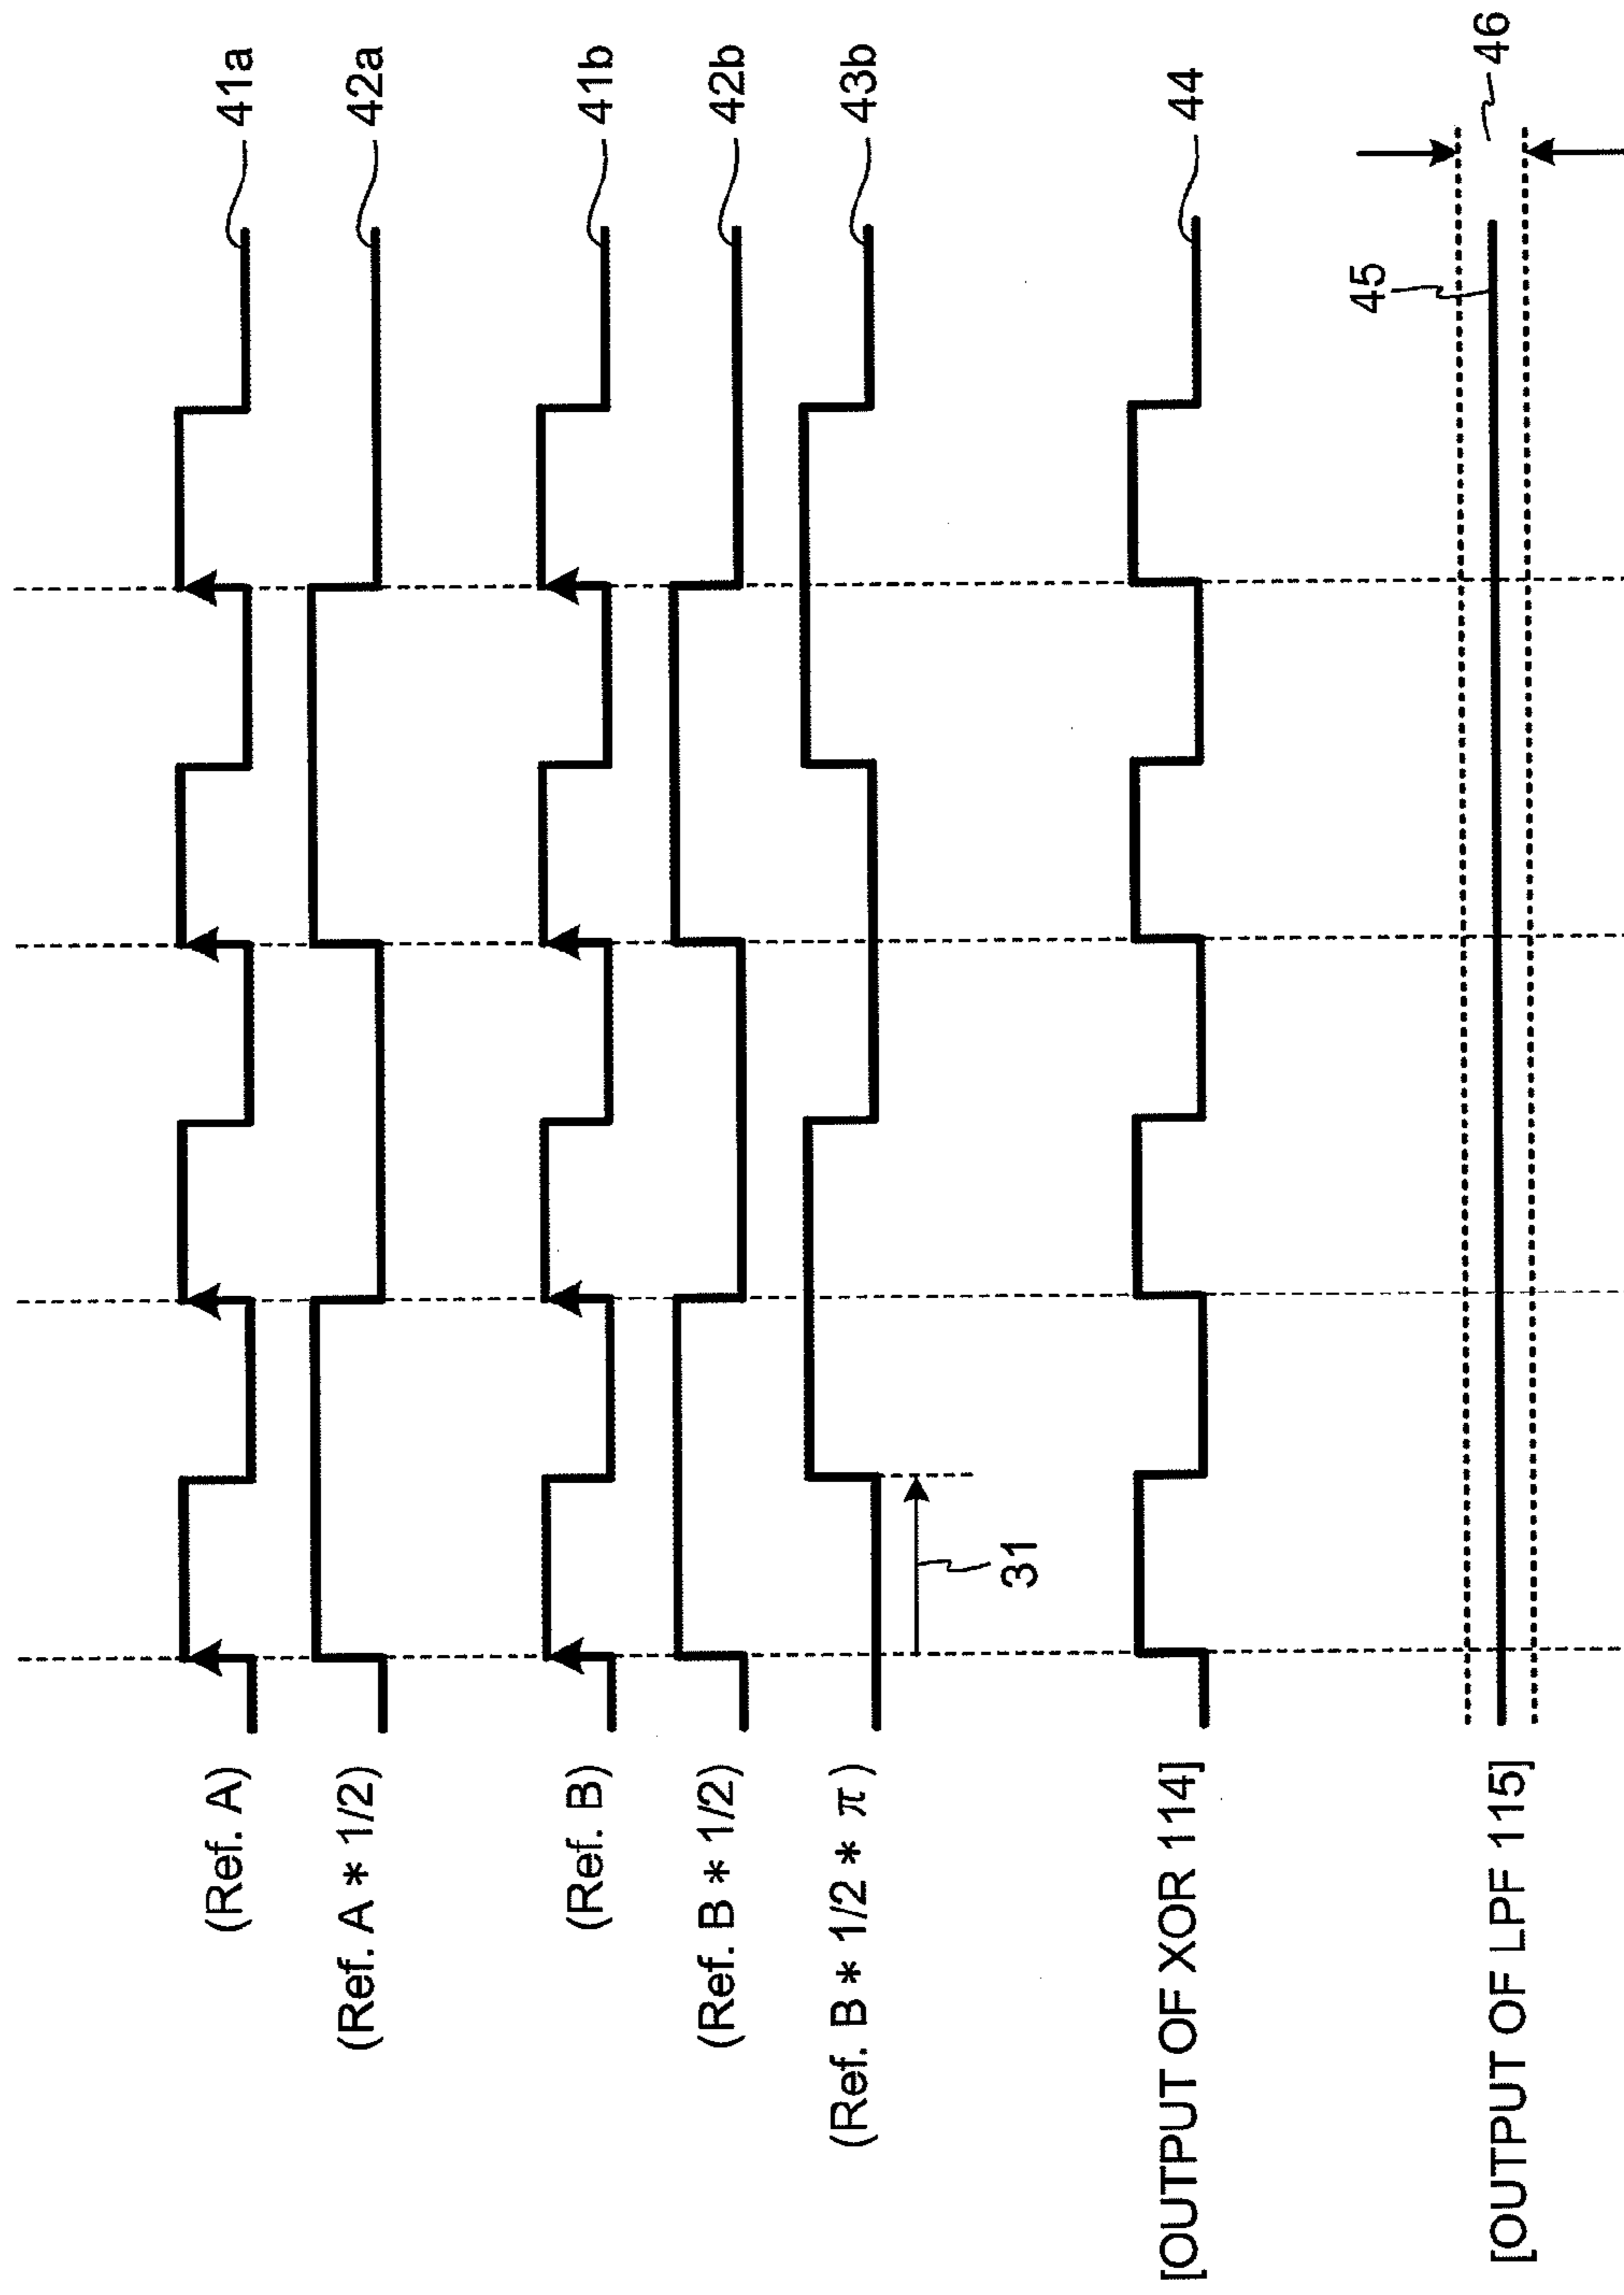 (Ref. A)
41a
(Ref. A * 1/2)
42a
(Ref. B)
41b
(Ref. B * 1/2)
42b
(Ref. B * 1/2 * π)
43b
31
[OUTPUT OF XOR 114]
44
45
[OUTPUT OF LPF 115]
46